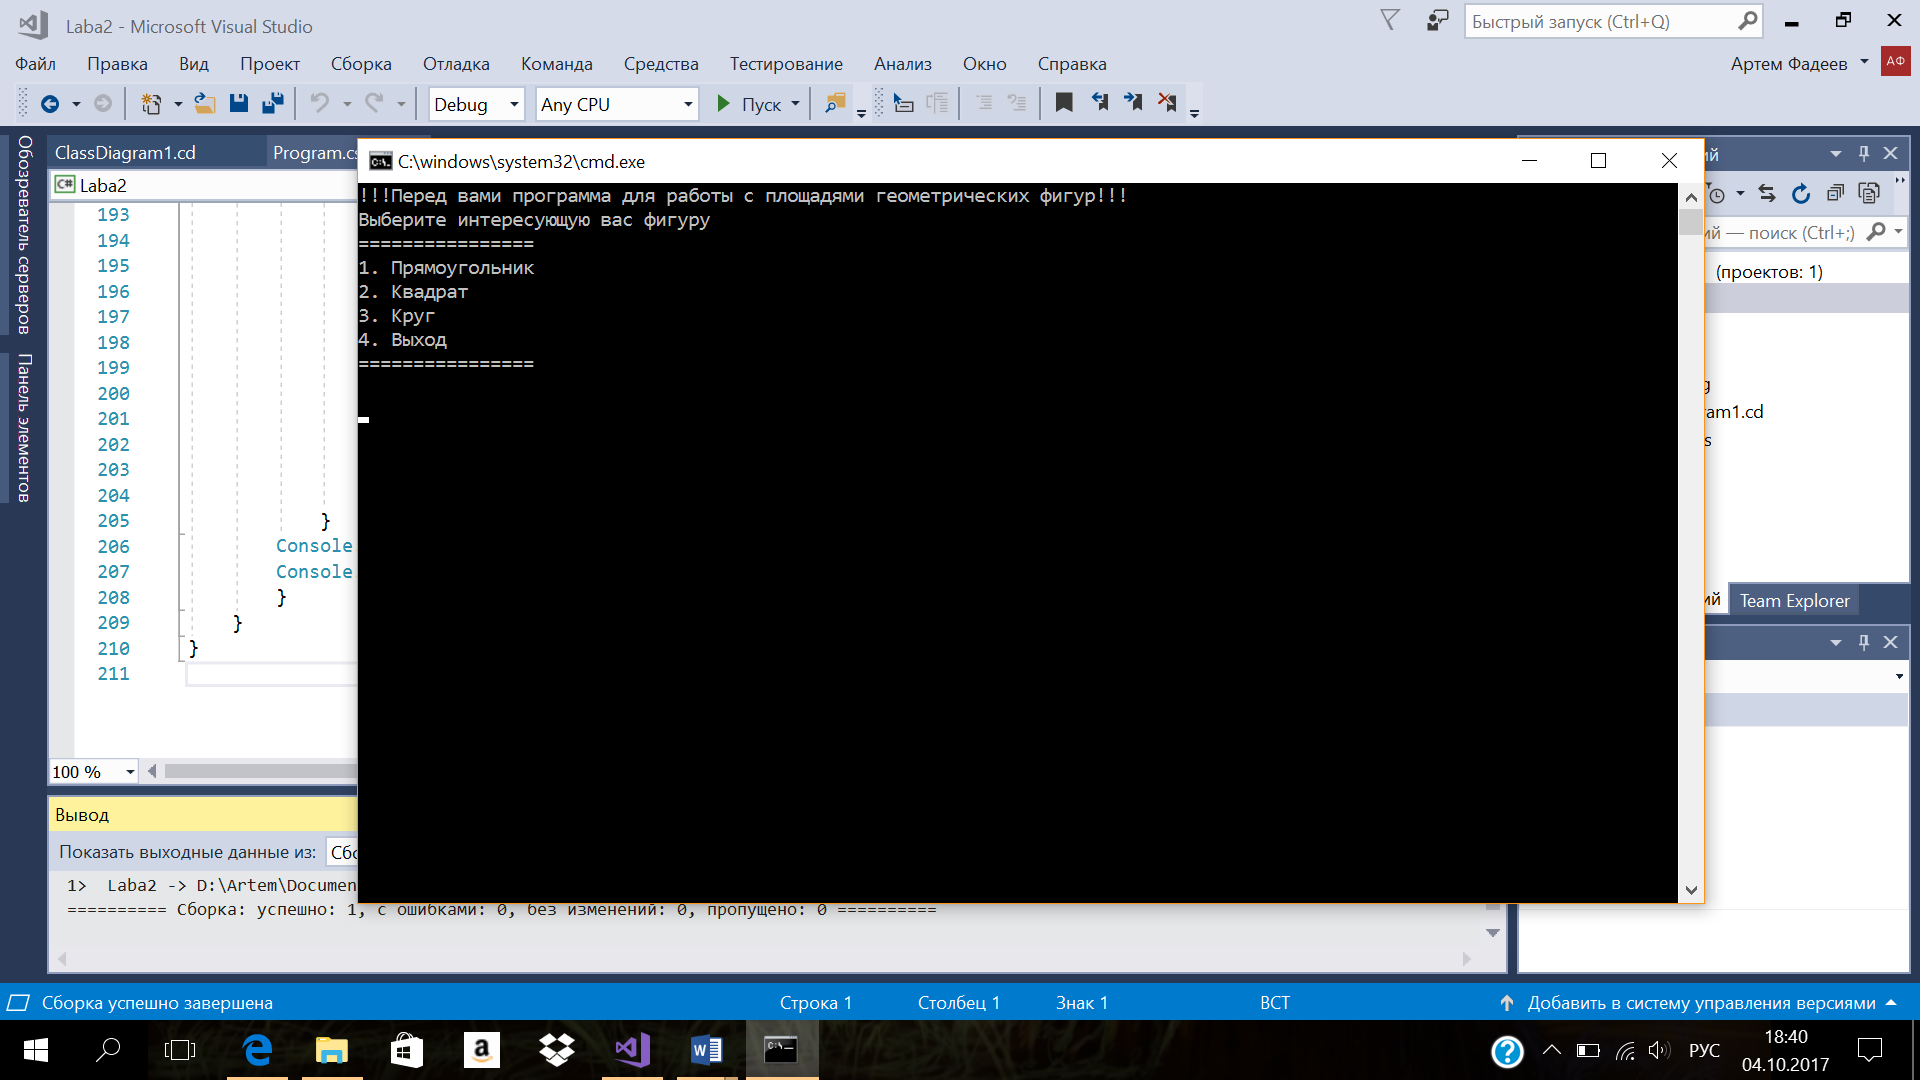 Laba2 - Microsoft Visual Studio
Быстрый запуск (Ctrl+Q)
Файл Правка Вид Проект Сборка Отладка Команда Средства Тестирование Анализ Окно Справка
Артем Фадеев АФ
Debug Any CPU Пуск
Обозреватель серверов
Панель элементов
ClassDiagram1.cd Program.cs
C# Laba2
193
194
195
196
197
198
199
200
201
202
203
204
205 }
206 Console
207 Console
208 }
209 }
210 }
211
100 %
C:\windows\system32\cmd.exe
!!!Перед вами программа для работы с площадями геометрических фигур!!!
Выберите интересующую вас фигуру
================
1. Прямоугольник
2. Квадрат
3. Круг
4. Выход
================
— поиск (Ctrl+;)
(проектов: 1)
am1.cd
Team Explorer
Вывод
Показать выходные данные из: Сбо
1> Laba2 -> D:\Artem\Documen
========== Сборка: успешно: 1, с ошибками: 0, без изменений: 0, пропущено: 0 ==========
Сборка успешно завершена Строка 1 Столбец 1 Знак 1 ВСТ Добавить в систему управления версиями
РУС
18:40
04.10.2017